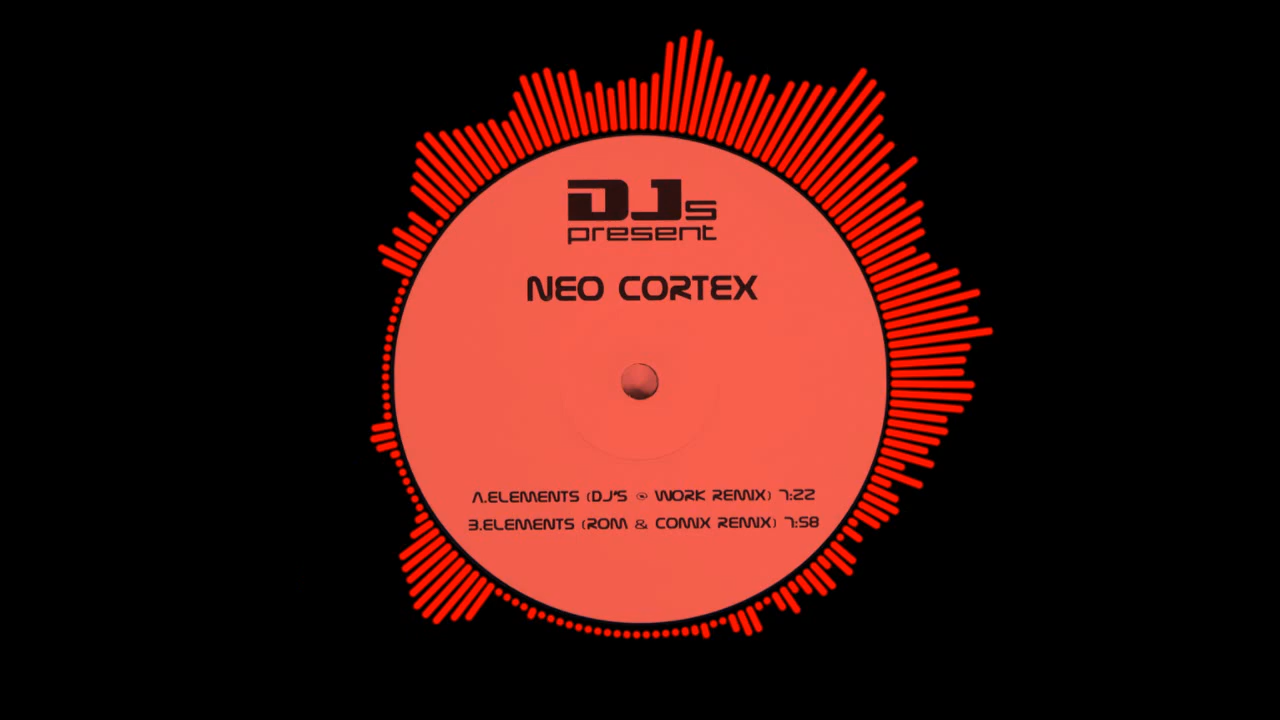 DJs
present
NEO CORTEX
A.ELEMENTS (DJ'S @ WORK REMIX) 7:22
B.ELEMENTS (ROM & COMIX REMIX) 7:58